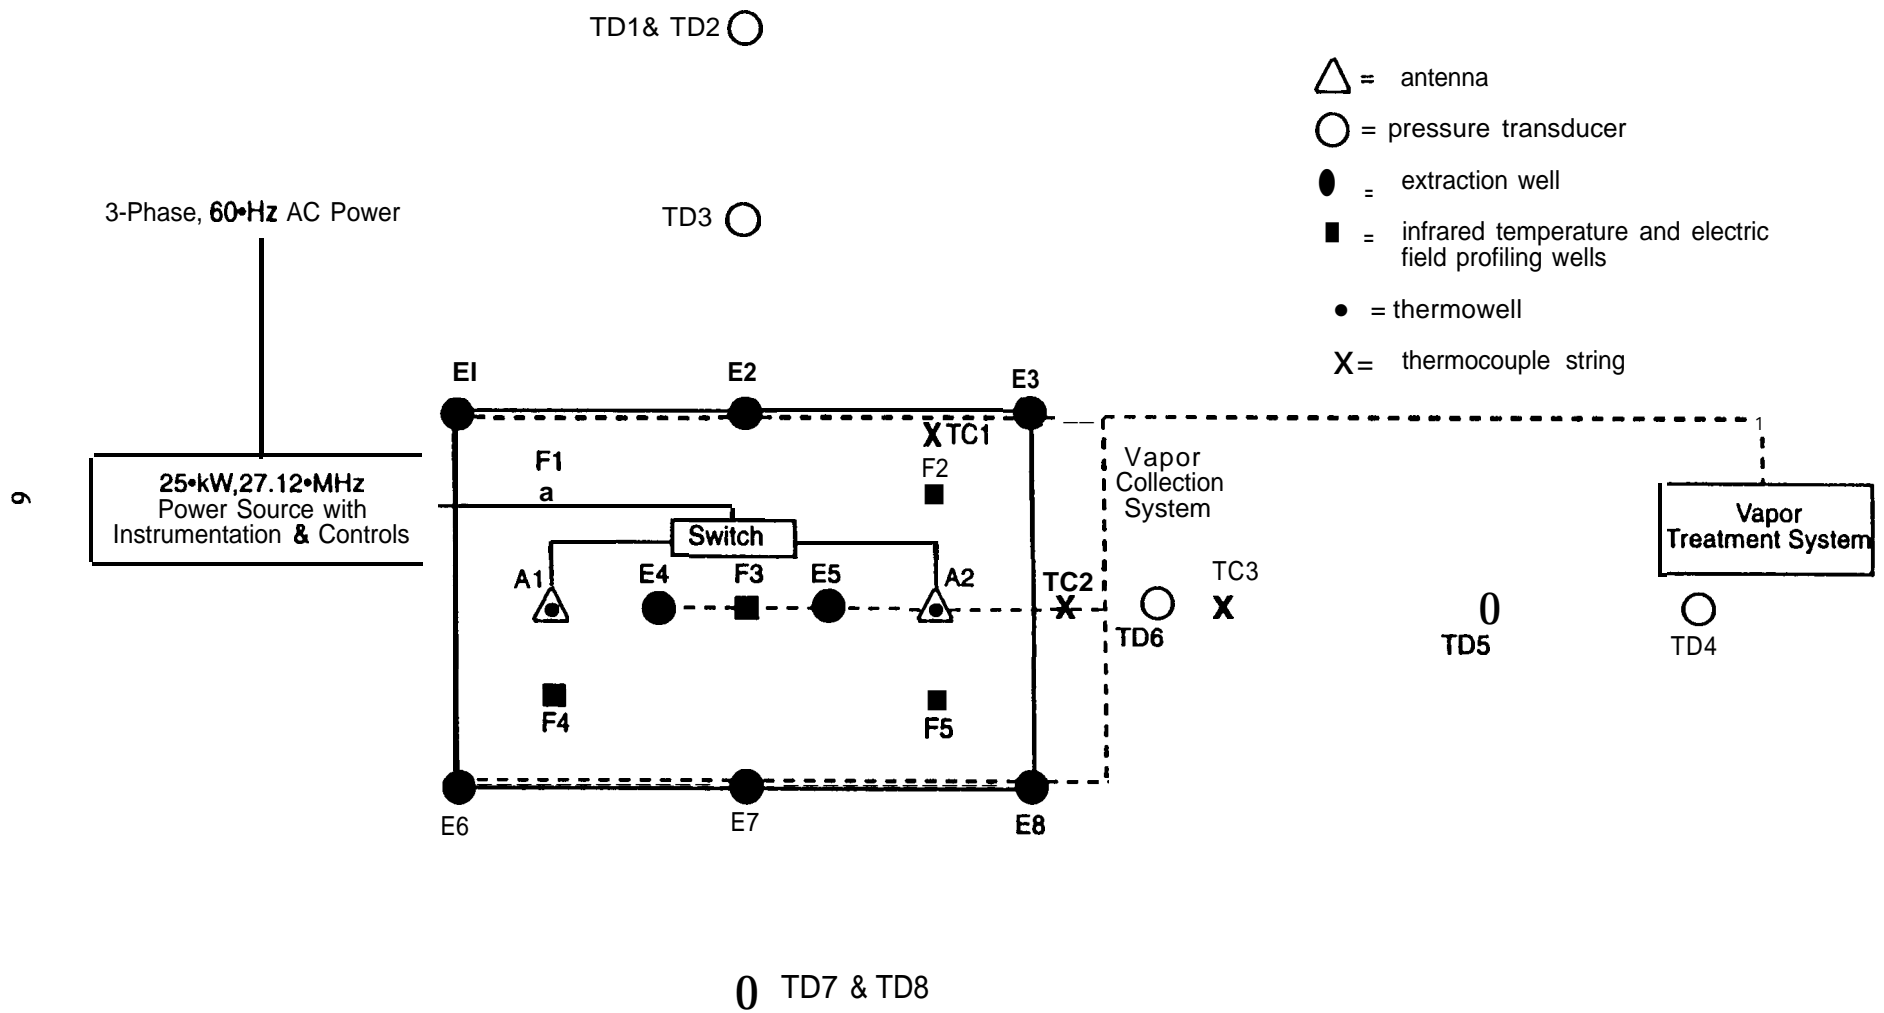 TD1& TD2
= antenna
= pressure transducer
= extraction well
= infrared temperature and electric
field profiling wells
= thermowell
X= thermocouple string
3-Phase, 60•Hz AC Power
TD3
EI
E2
E3
X TC1
F1
a
F2
25•kW,27.12•MHz
Power Source with
Instrumentation & Controls
9
Switch
Vapor
Collection
System
Vapor
Treatment System
A1
E4
F3
E5
A2
TC2
X
TC3
X
TD6
0
TD5
TD4
F4
F5
E6
E7
E8
0 TD7 & TD8